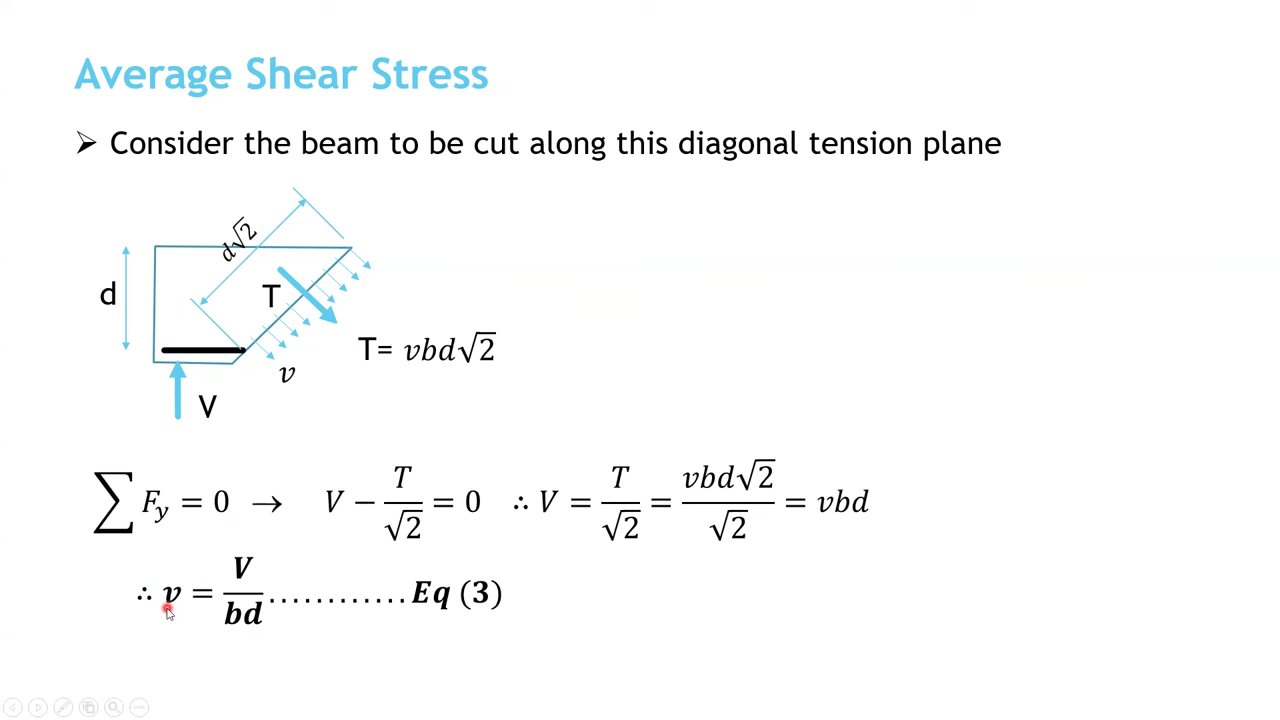 Average Shear Stress
➢ Consider the beam to be cut along this diagonal tension plane
d√2
d
T
T= vbd√2
v
V
∑F_y = 0 → V − T/√2 = 0 ∴ V = T/√2 = vbd√2/√2 = vbd
∴ v = V/bd ............ Eq (3)